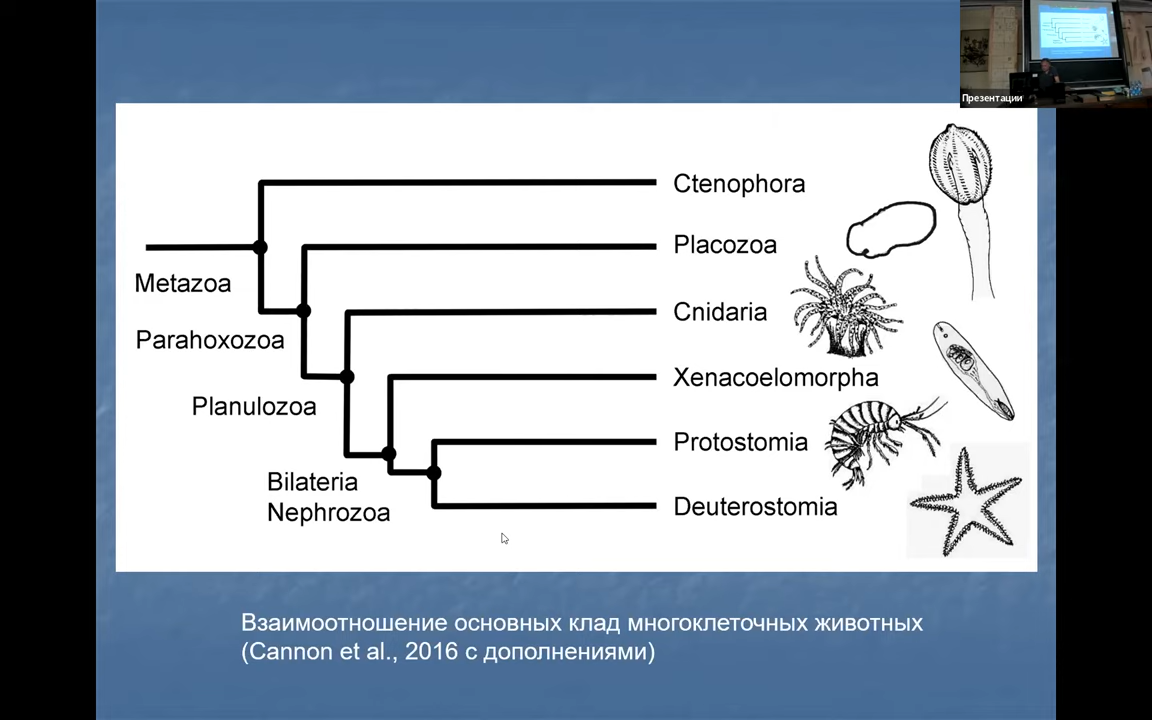 Презентации
Ctenophora
Placozoa
Metazoa
Cnidaria
Parahoxozoa
Xenacoelomorpha
Planulozoa
Protostomia
Bilateria
Nephrozoa
Deuterostomia
Взаимоотношение основных клад многоклеточных животных
(Cannon et al., 2016 с дополнениями)